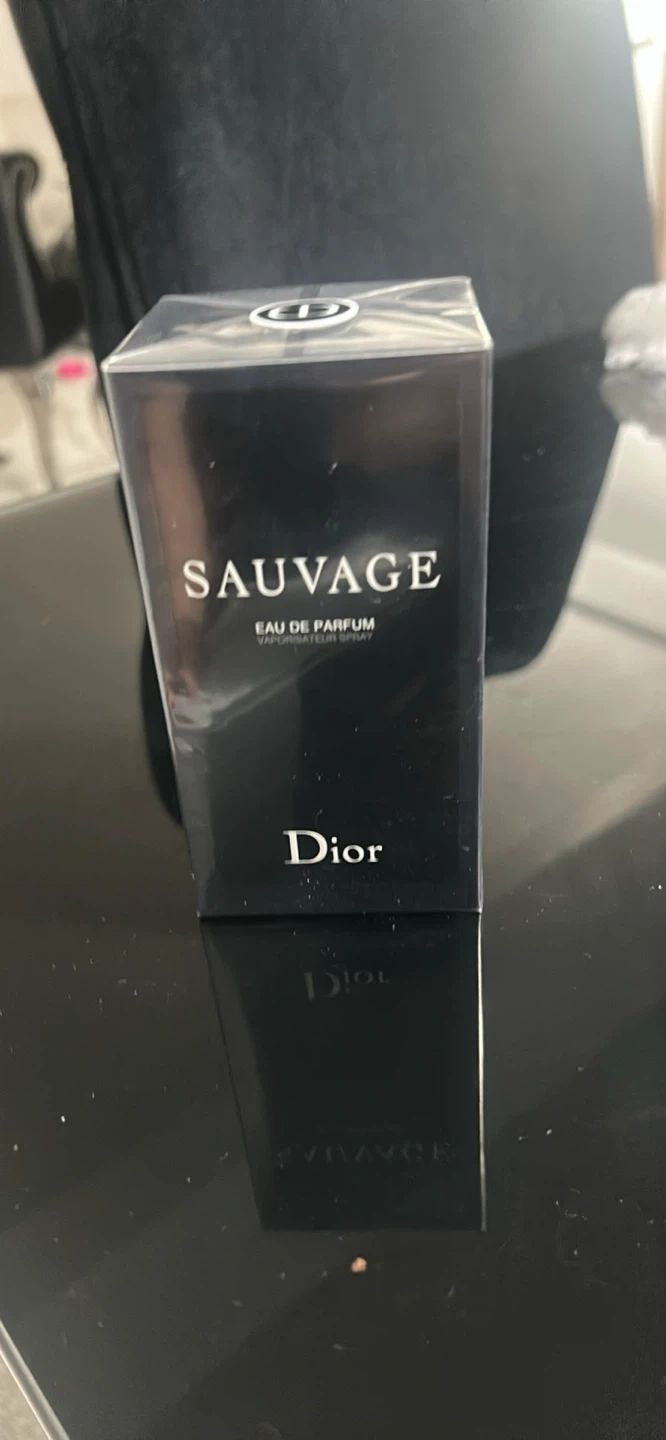 SAUVAGE
EAU DE PARFUM
VAPORISATEUR SPRAY
Dior